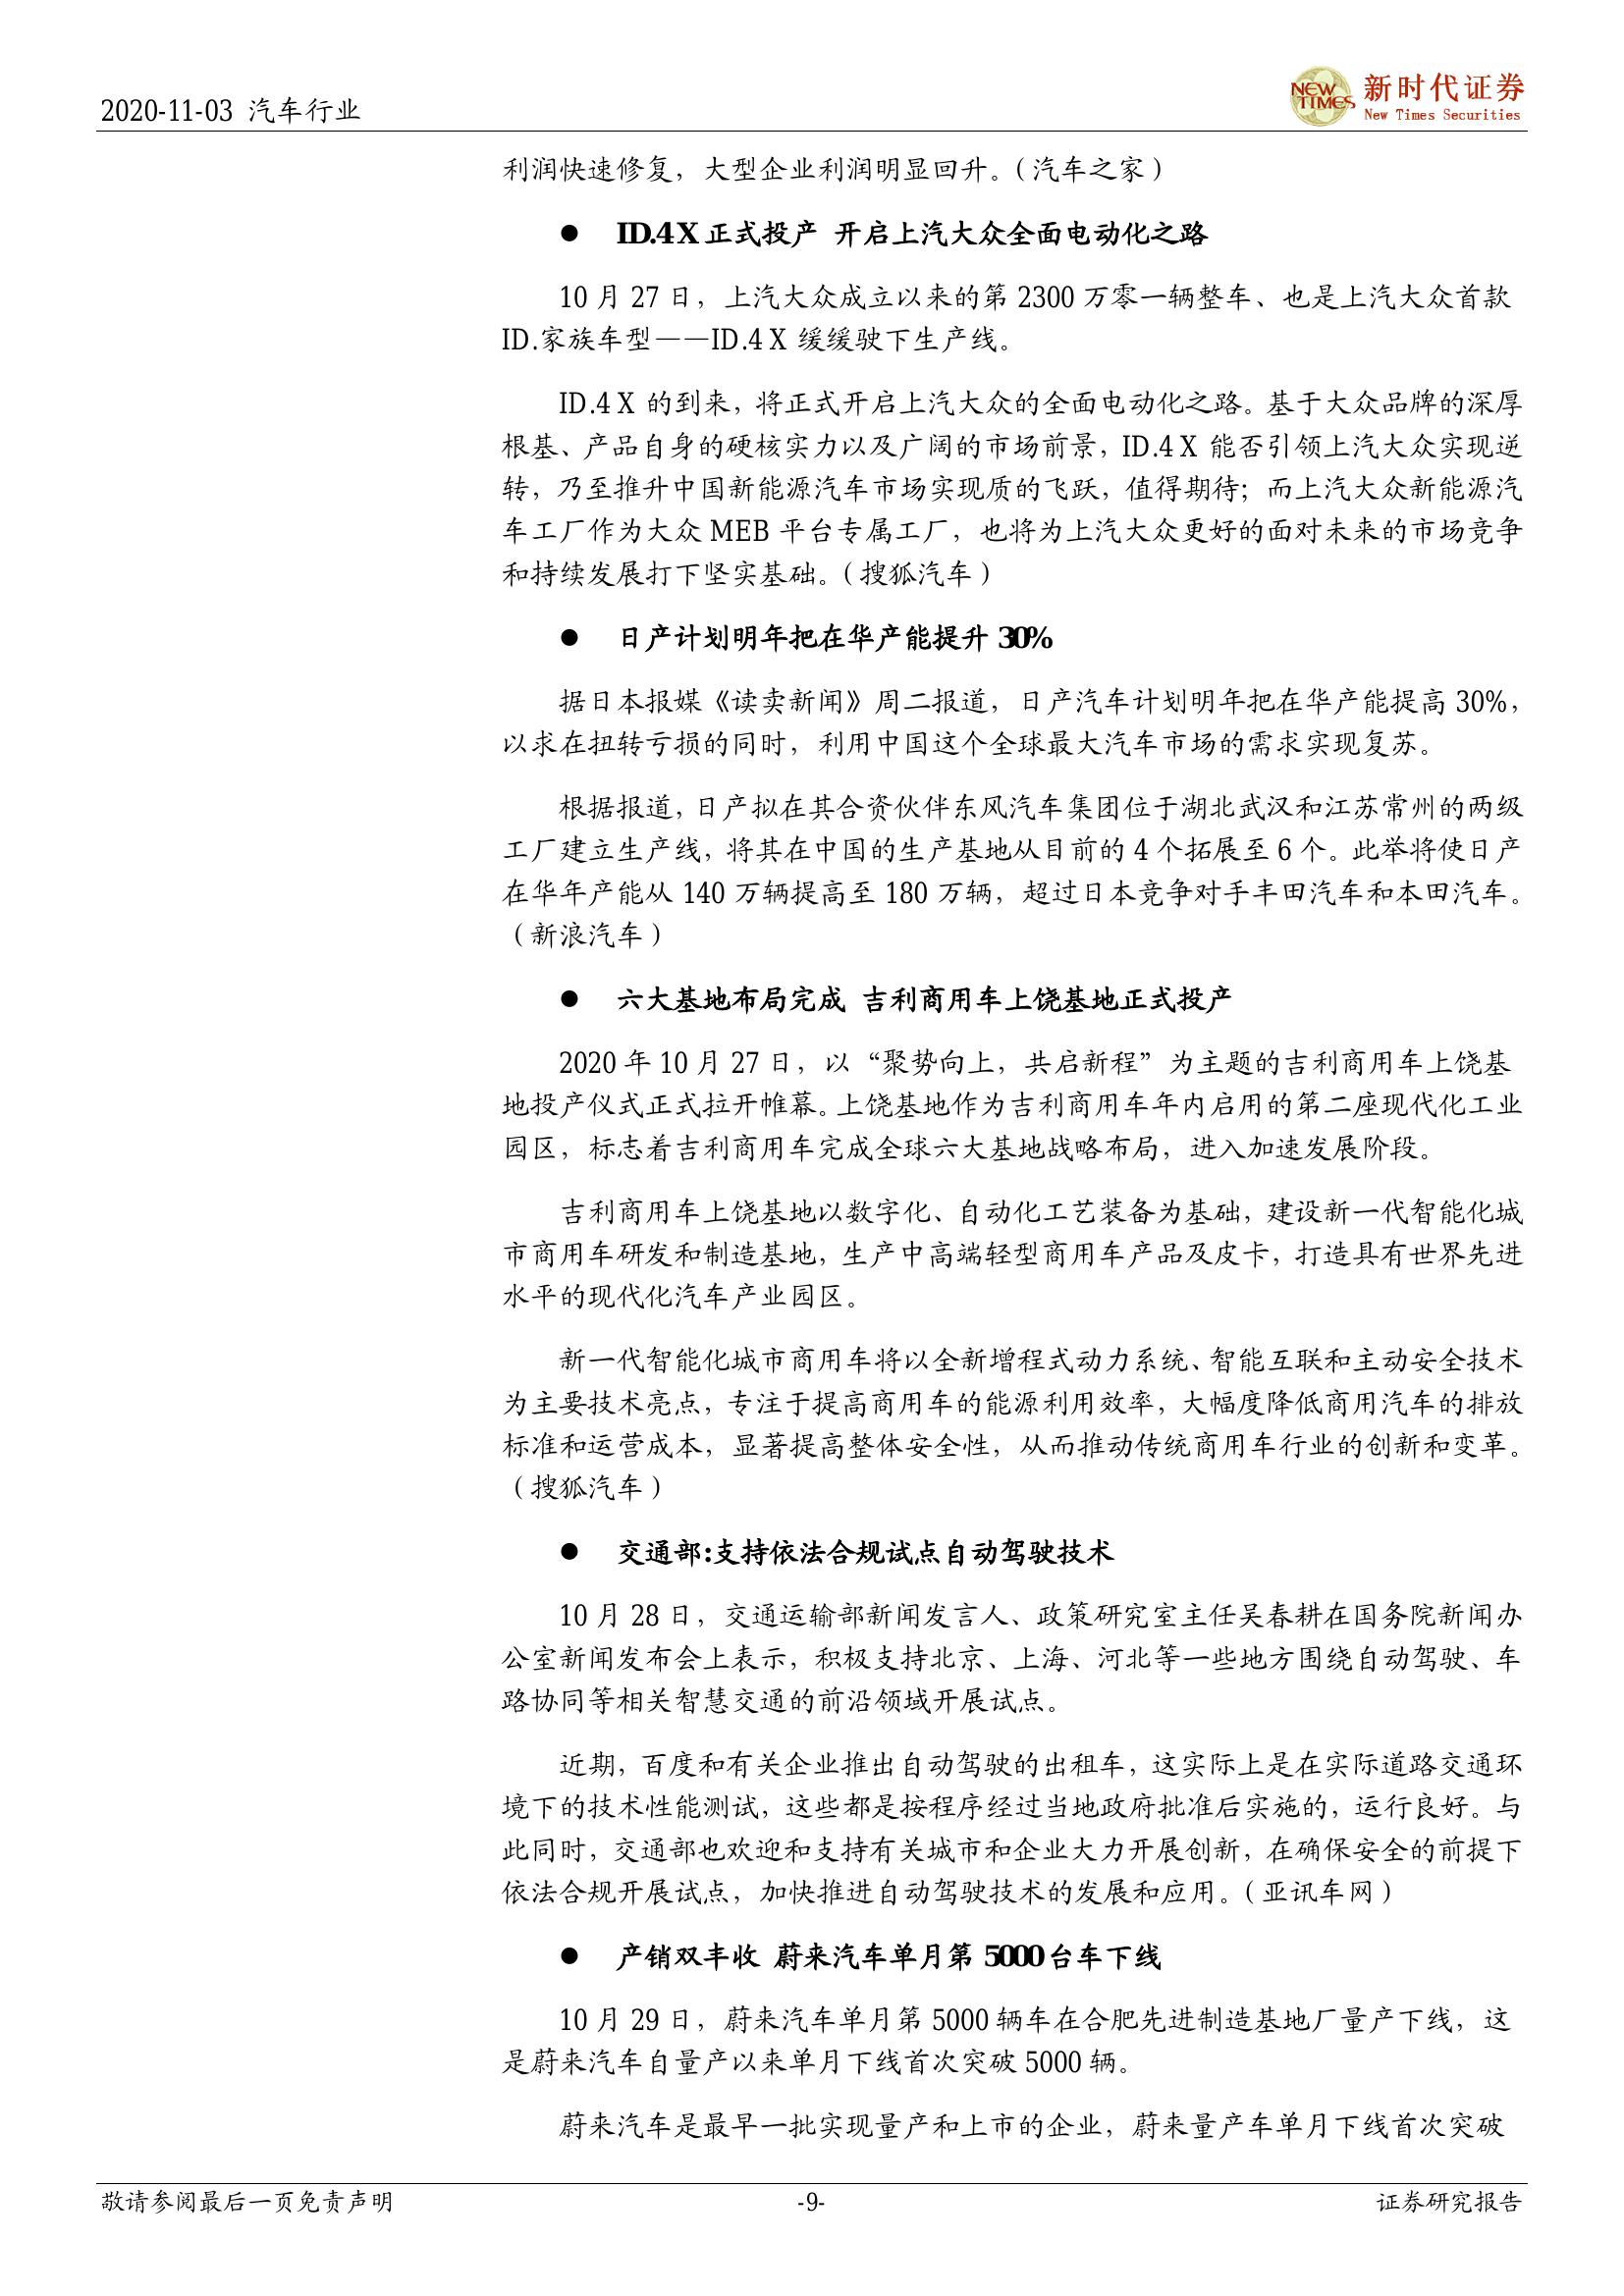 2020-11-03 汽车行业
NEW TIMES 新时代证券
New Times Securities
利润快速修复，大型企业利润明显回升。（汽车之家）
● ID.4 X 正式投产 开启上汽大众全面电动化之路
10 月 27 日，上汽大众成立以来的第 2300 万零一辆整车、也是上汽大众首款
ID.家族车型——ID.4 X 缓缓驶下生产线。
ID.4 X 的到来，将正式开启上汽大众的全面电动化之路。基于大众品牌的深厚
根基、产品自身的硬核实力以及广阔的市场前景，ID.4 X 能否引领上汽大众实现逆
转，乃至推升中国新能源汽车市场实现质的飞跃，值得期待；而上汽大众新能源汽
车工厂作为大众 MEB 平台专属工厂，也将为上汽大众更好的面对未来的市场竞争
和持续发展打下坚实基础。（搜狐汽车）
● 日产计划明年把在华产能提升 30%
据日本报媒《读卖新闻》周二报道，日产汽车计划明年把在华产能提高 30%，
以求在扭转亏损的同时，利用中国这个全球最大汽车市场的需求实现复苏。
根据报道，日产拟在其合资伙伴东风汽车集团位于湖北武汉和江苏常州的两级
工厂建立生产线，将其在中国的生产基地从目前的 4 个拓展至 6 个。此举将使日产
在华年产能从 140 万辆提高至 180 万辆，超过日本竞争对手丰田汽车和本田汽车。
（新浪汽车）
● 六大基地布局完成 吉利商用车上饶基地正式投产
2020 年 10 月 27 日，以“聚势向上，共启新程”为主题的吉利商用车上饶基
地投产仪式正式拉开帷幕。上饶基地作为吉利商用车年内启用的第二座现代化工业
园区，标志着吉利商用车完成全球六大基地战略布局，进入加速发展阶段。
吉利商用车上饶基地以数字化、自动化工艺装备为基础，建设新一代智能化城
市商用车研发和制造基地，生产中高端轻型商用车产品及皮卡，打造具有世界先进
水平的现代化汽车产业园区。
新一代智能化城市商用车将以全新增程式动力系统、智能互联和主动安全技术
为主要技术亮点，专注于提高商用车的能源利用效率，大幅度降低商用汽车的排放
标准和运营成本，显著提高整体安全性，从而推动传统商用车行业的创新和变革。
（搜狐汽车）
● 交通部:支持依法合规试点自动驾驶技术
10 月 28 日，交通运输部新闻发言人、政策研究室主任吴春耕在国务院新闻办
公室新闻发布会上表示，积极支持北京、上海、河北等一些地方围绕自动驾驶、车
路协同等相关智慧交通的前沿领域开展试点。
近期，百度和有关企业推出自动驾驶的出租车，这实际上是在实际道路交通环
境下的技术性能测试，这些都是按程序经过当地政府批准后实施的，运行良好。与
此同时，交通部也欢迎和支持有关城市和企业大力开展创新，在确保安全的前提下
依法合规开展试点，加快推进自动驾驶技术的发展和应用。（亚讯车网）
● 产销双丰收 蔚来汽车单月第 5000 台车下线
10 月 29 日，蔚来汽车单月第 5000 辆车在合肥先进制造基地厂量产下线，这
是蔚来汽车自量产以来单月下线首次突破 5000 辆。
蔚来汽车是最早一批实现量产和上市的企业，蔚来量产车单月下线首次突破
敬请参阅最后一页免责声明 -9- 证券研究报告